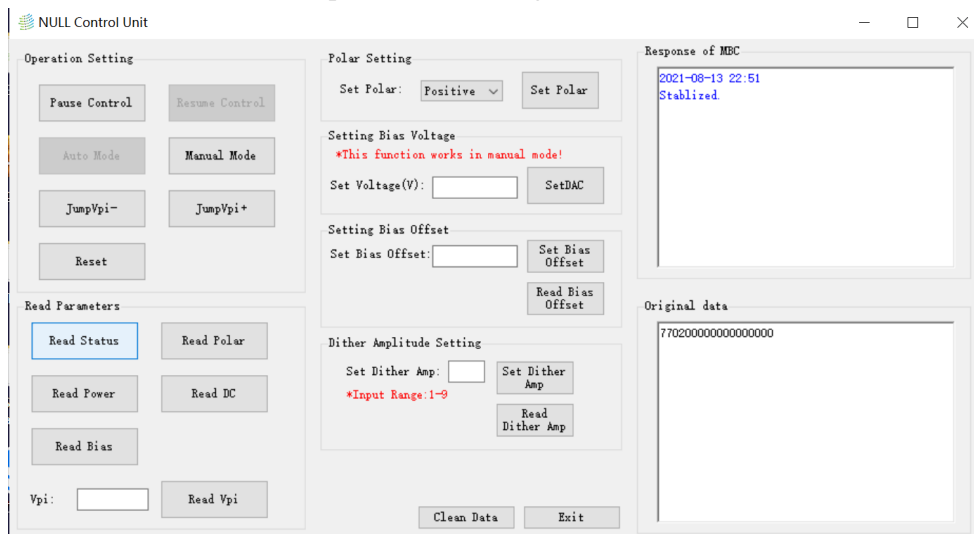 NULL Control Unit
Operation Setting
Pause Control
Resume Control
Auto Mode
Manual Mode
JumpVpi-
JumpVpi+
Reset
Read Parameters
Read Status
Read Polar
Read Power
Read DC
Read Bias
Vpi:
Read Vpi
Polar Setting
Set Polar:
Positive
Set Polar
Setting Bias Voltage
*This function works in manual mode!
Set Voltage(V):
SetDAC
Setting Bias Offset
Set Bias Offset:
Set Bias
Offset
Read Bias
Offset
Dither Amplitude Setting
Set Dither Amp:
Set Dither
Amp
*Input Range:1-9
Read
Dither Amp
Clean Data
Exit
Response of MBC
2021-08-13 22:51
Stablized.
Original data
770200000000000000